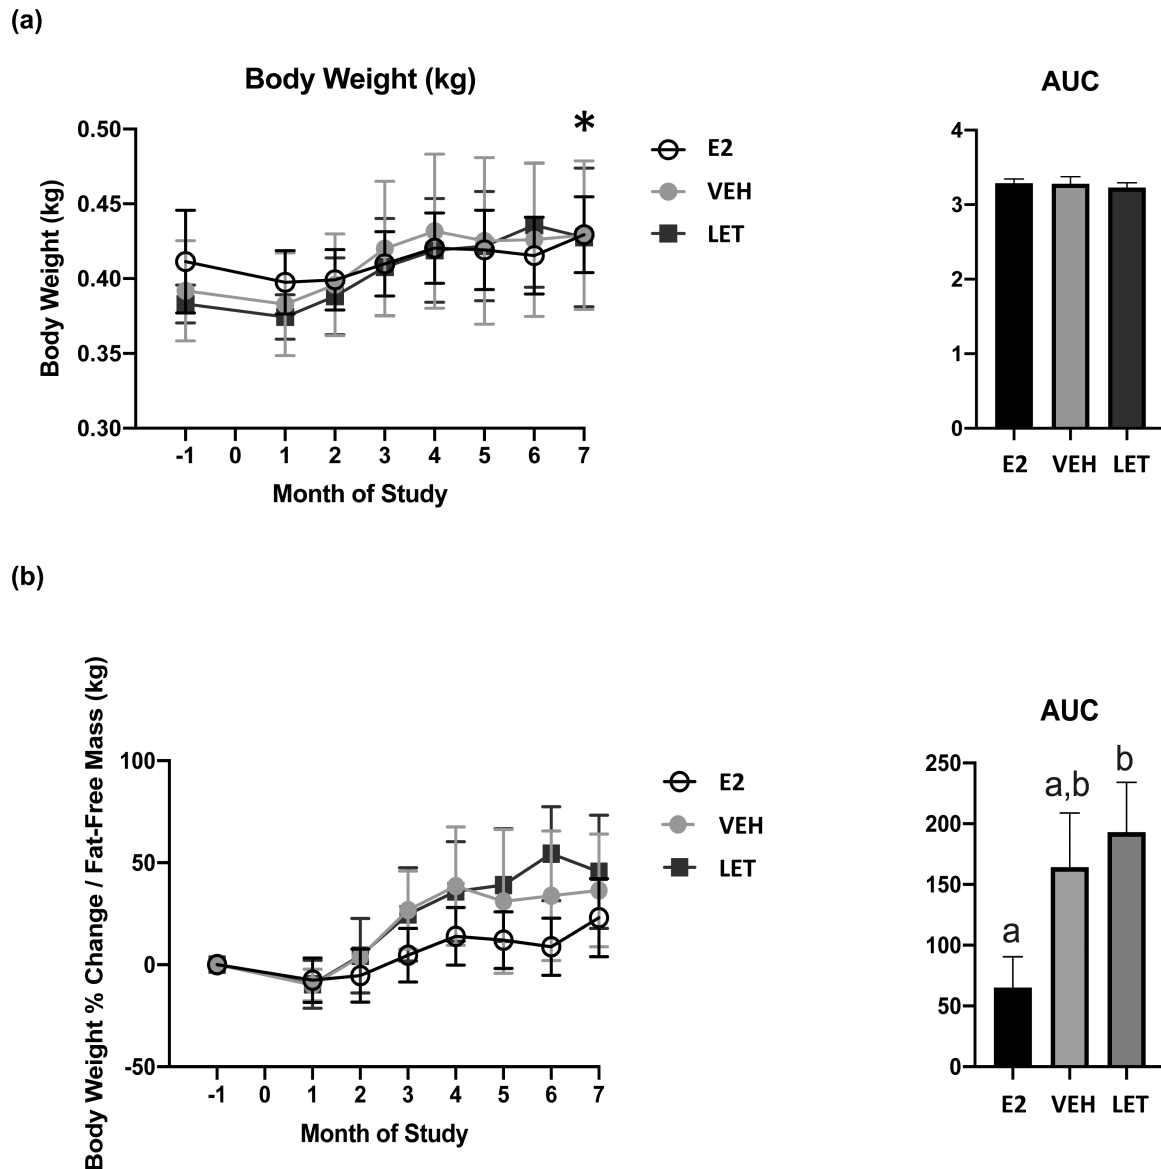 (a)
Body Weight (kg)
AUC
*
Body Weight (kg)
0.50
0.45
0.40
0.35
0.30
-1 0 1 2 3 4 5 6 7
Month of Study
E2
VEH
LET
4
3
2
1
0
E2 VEH LET
(b)
Body Weight % Change / Fat-Free Mass (kg)
100
50
0
-50
-1 0 1 2 3 4 5 6 7
Month of Study
E2
VEH
LET
AUC
250
200
150
100
50
0
a
a,b
b
E2 VEH LET